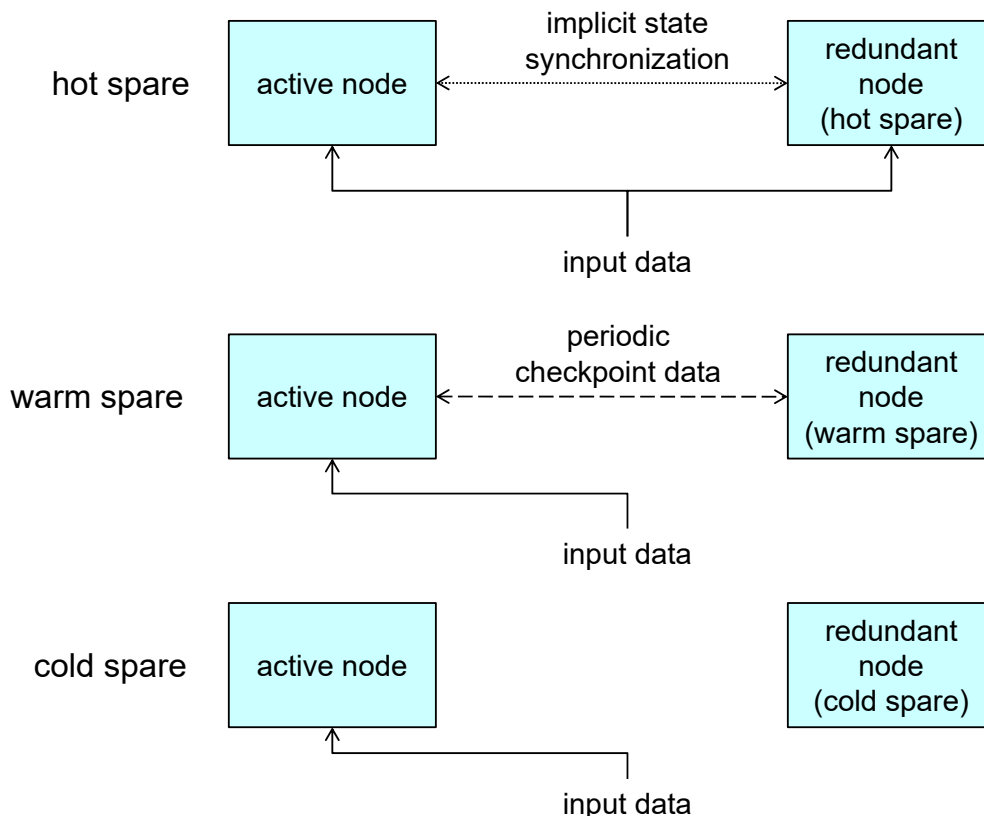 hot spare
active node
implicit state
synchronization
redundant
node
(hot spare)
input data
warm spare
active node
periodic
checkpoint data
redundant
node
(warm spare)
input data
cold spare
active node
redundant
node
(cold spare)
input data